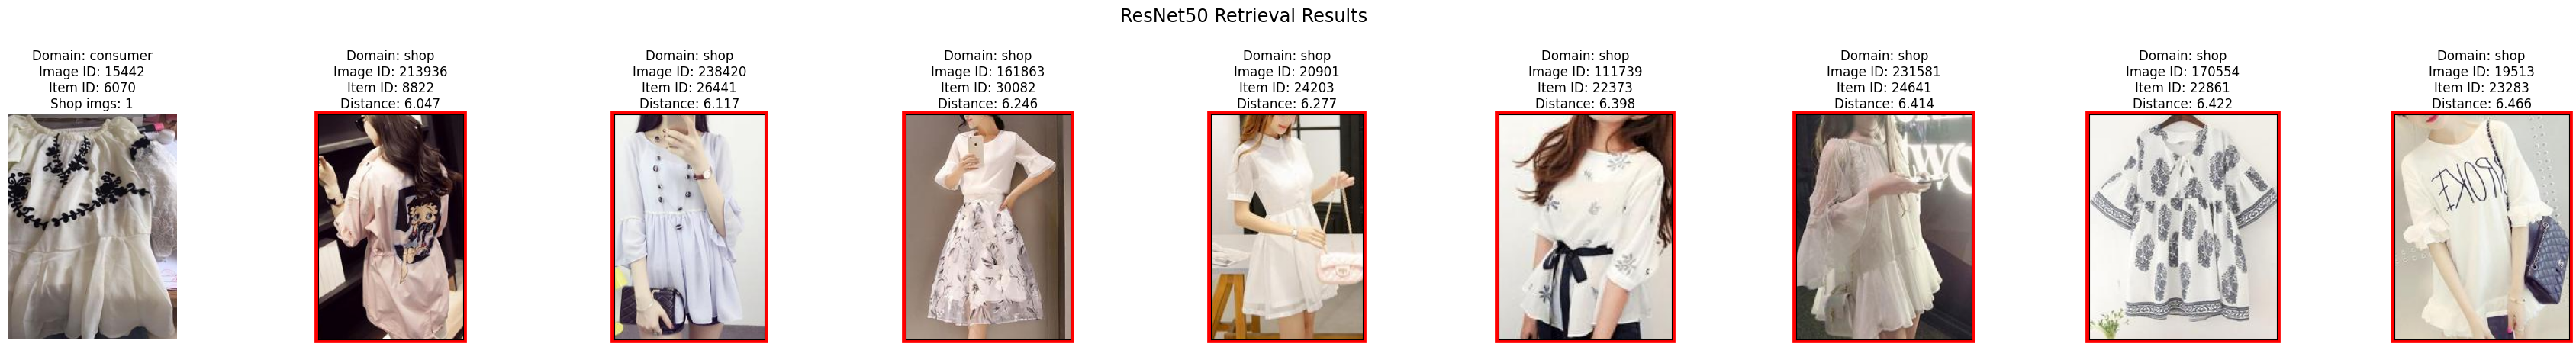 ResNet50 Retrieval Results
Domain: consumer
Image ID: 15442
Item ID: 6070
Shop imgs: 1
Domain: shop
Image ID: 213936
Item ID: 8822
Distance: 6.047
Domain: shop
Image ID: 238420
Item ID: 26441
Distance: 6.117
Domain: shop
Image ID: 161863
Item ID: 30082
Distance: 6.246
Domain: shop
Image ID: 20901
Item ID: 24203
Distance: 6.277
Domain: shop
Image ID: 111739
Item ID: 22373
Distance: 6.398
Domain: shop
Image ID: 231581
Item ID: 24641
Distance: 6.414
Domain: shop
Image ID: 170554
Item ID: 22861
Distance: 6.422
Domain: shop
Image ID: 19513
Item ID: 23283
Distance: 6.466